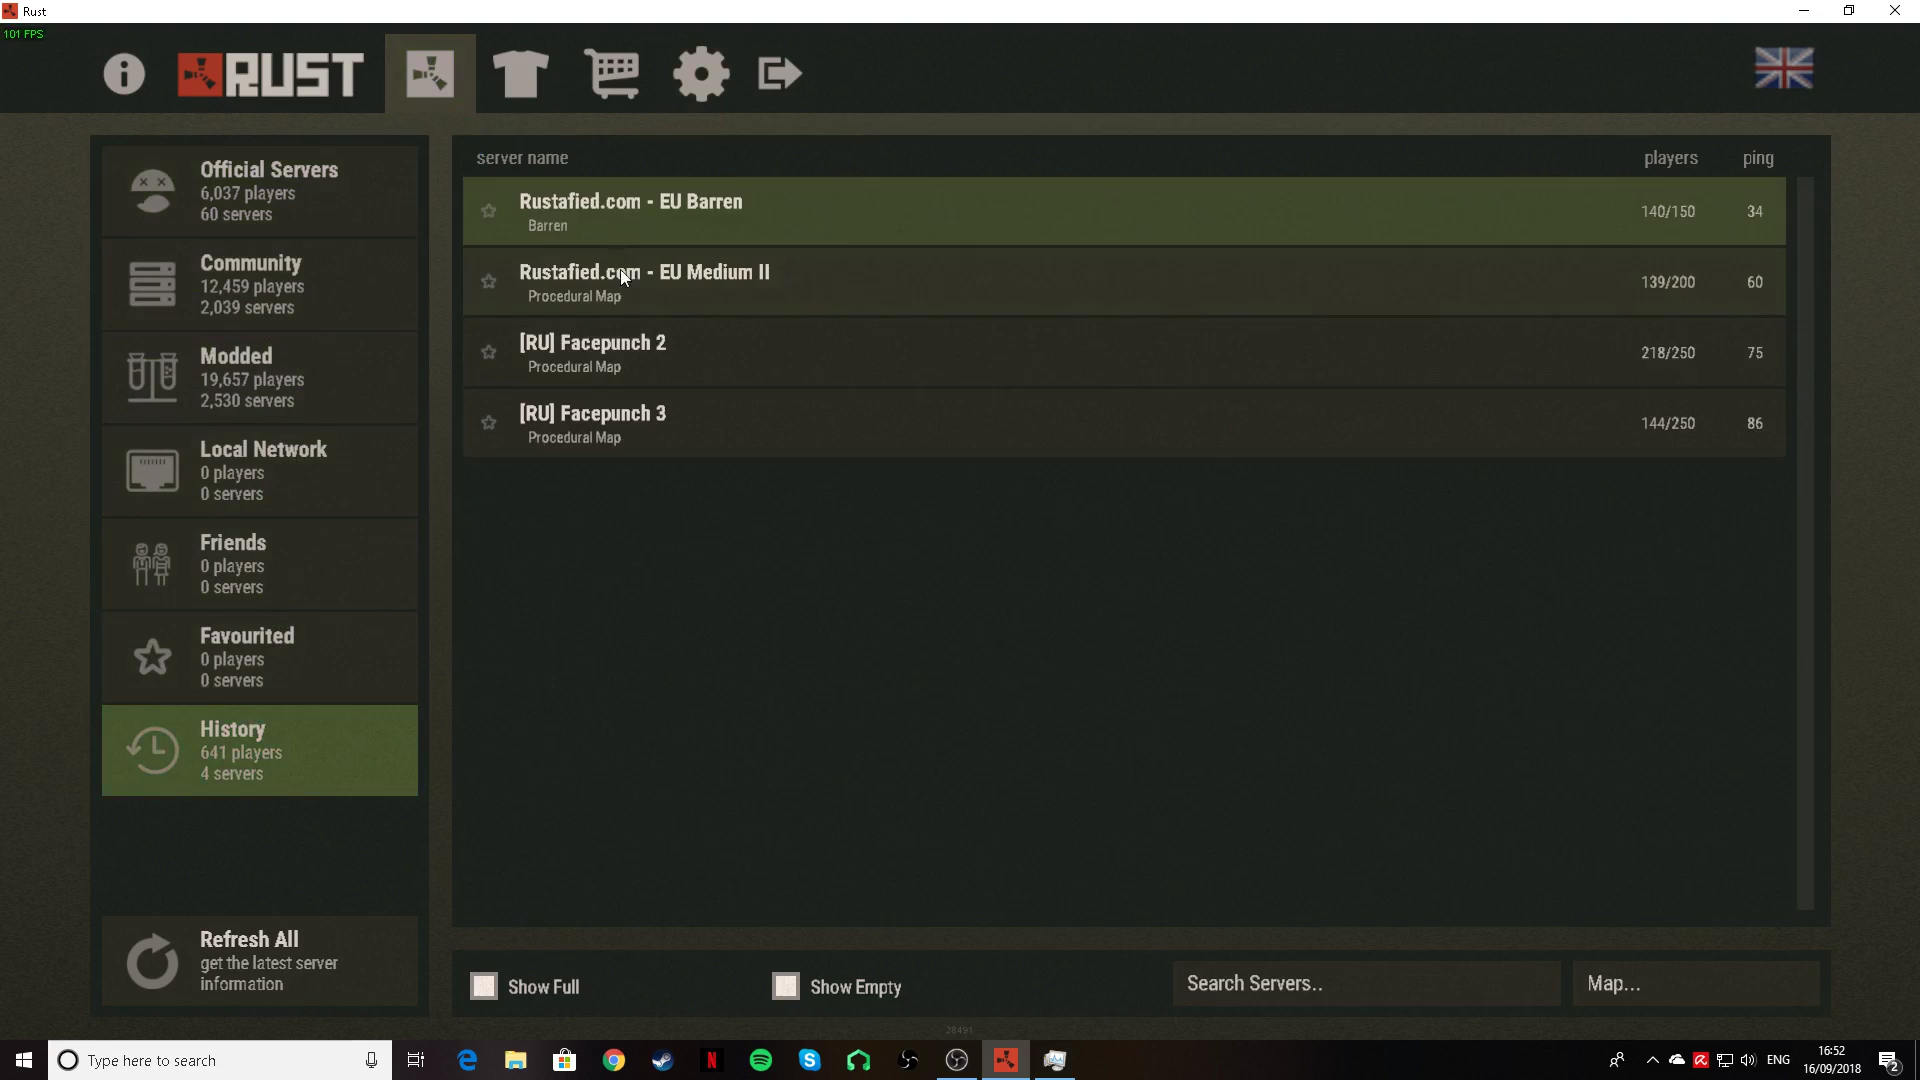 Rust
101 FPS
RUST
Official Servers
6,037 players
60 servers
Community
12,459 players
2,039 servers
Modded
19,657 players
2,530 servers
Local Network
0 players
0 servers
Friends
0 players
0 servers
Favourited
0 players
0 servers
History
641 players
4 servers
Refresh All
get the latest server
information
server name players ping
Rustafied.com - EU Barren
Barren
140/150 34
Rustafied.com - EU Medium II
Procedural Map
139/200 60
[RU] Facepunch 2
Procedural Map
218/250 75
[RU] Facepunch 3
Procedural Map
144/250 86
Show Full
Show Empty
Search Servers..
Map...
28491
Type here to search
ENG
16:52
16/09/2018
2